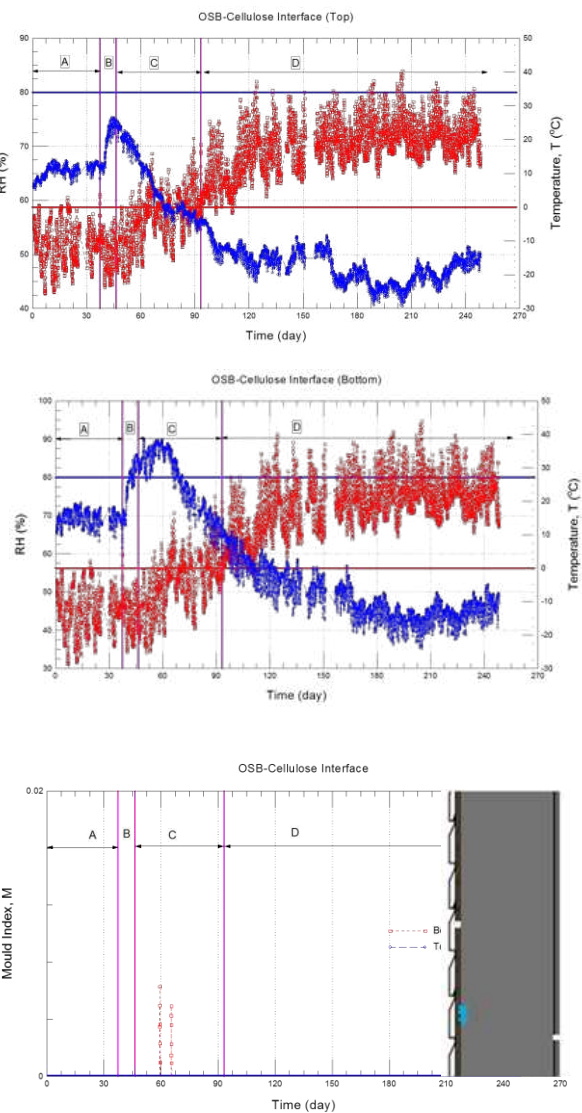 OSB-Cellulose Interface (Top)
90
80
70
60
50
40
RH (%)
A
B
C
D
50
40
30
20
10
0
-10
-20
-30
Temperature, T (°C)
0 30 60 90 120 150 180 210 240 270
Time (day)
OSB-Cellulose Interface (Bottom)
100
90
80
70
60
50
40
30
RH (%)
A
B
C
D
50
40
30
20
10
0
-10
-20
-30
Temperature, T (°C)
0 30 60 90 120 150 180 210 240 270
Time (day)
OSB-Cellulose Interface
0.02
0
Mould Index, M
A
B
C
D
0 30 60 90 120 150 180 210 240 270
Time (day)